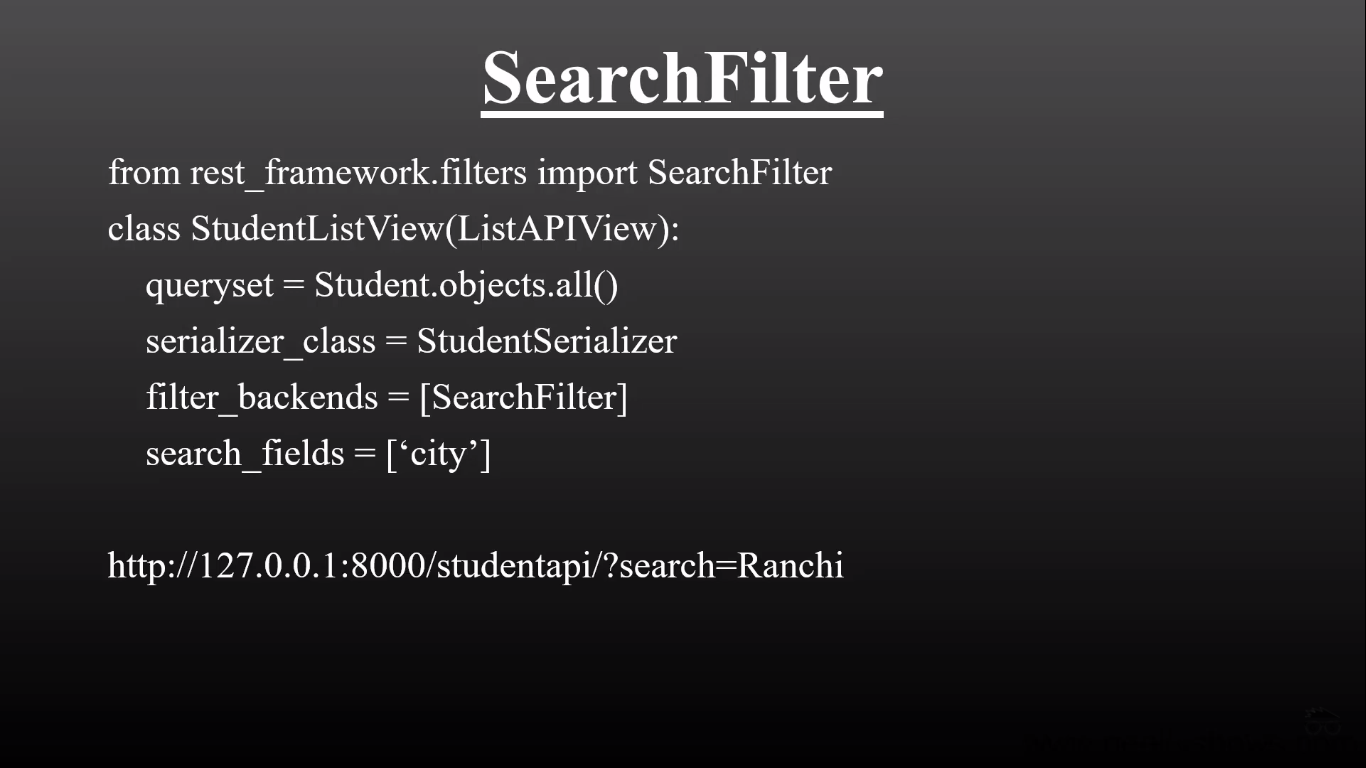 SearchFilter
from rest_framework.filters import SearchFilter
class StudentListView(ListAPIView):
queryset = Student.objects.all()
serializer_class = StudentSerializer
filter_backends = [SearchFilter]
search_fields = [‘city’]
http://127.0.0.1:8000/studentapi/?search=Ranchi